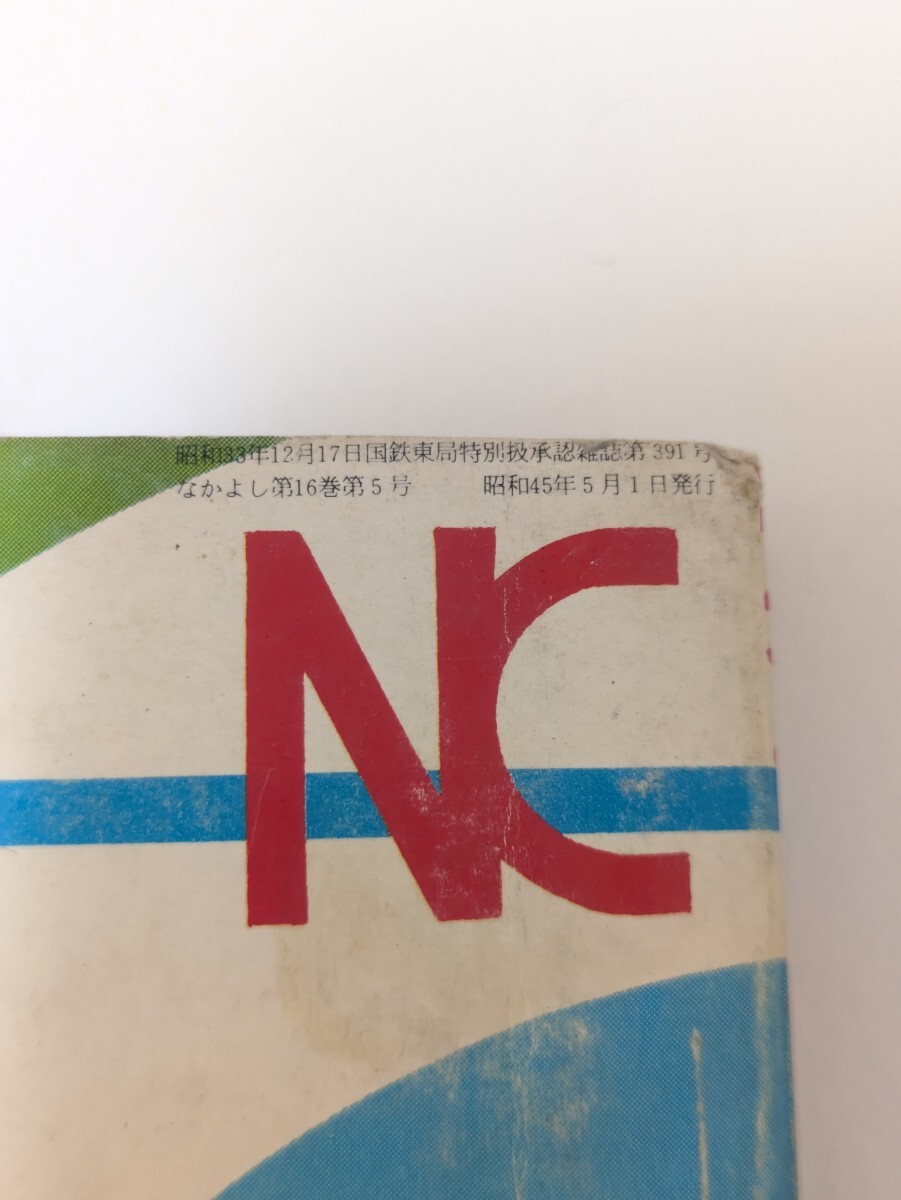 昭和33年12月17日国鉄東局特別扱承認雑誌第391号
なかよし第16巻第5号 昭和45年5月1日発行
NC